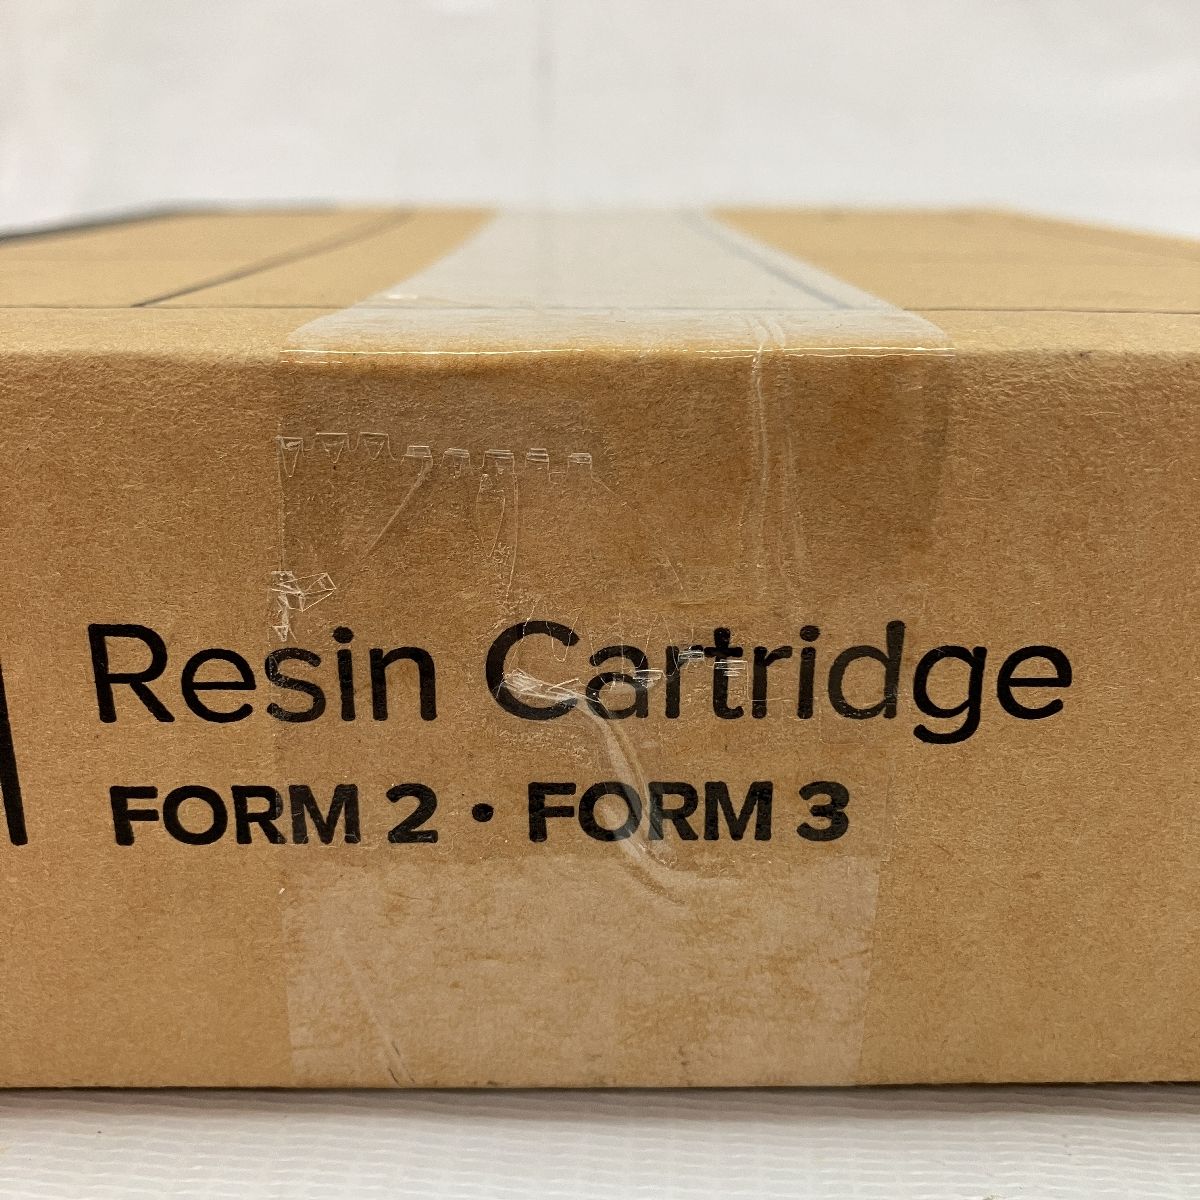 Resin Cartridge
FORM 2 · FORM 3